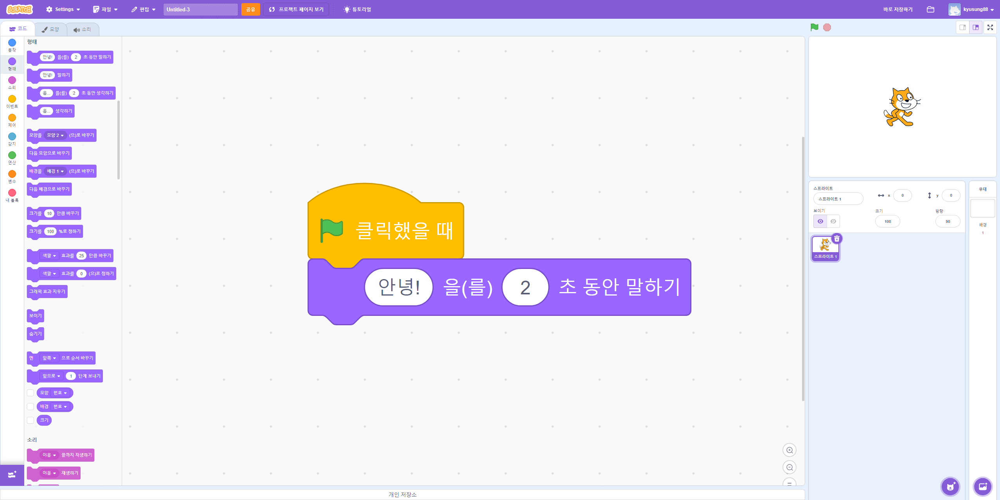 SCRATCH
Settings
파일
편집
Untitled-3
공유
프로젝트 페이지 보기
튜토리얼
바로 저장하기
kyusung88
코드
모양
소리
동작
형태
소리
이벤트
제어
감지
연산
변수
내 블록
형태
안녕! 을(를) 2 초 동안 말하기
안녕! 말하기
음... 을(를) 2 초 동안 생각하기
음... 생각하기
모양을 모양 2 (으)로 바꾸기
다음 모양으로 바꾸기
배경을 배경 1 (으)로 바꾸기
다음 배경으로 바꾸기
크기를 10 만큼 바꾸기
크기를 100 %로 정하기
색깔 효과를 25 만큼 바꾸기
색깔 효과를 0 (으)로 정하기
그래픽 효과 지우기
보이기
숨기기
맨 앞쪽 으로 순서 바꾸기
앞으로 1 단계 보내기
모양 번호
배경 번호
크기
소리
야옹 끝까지 재생하기
야옹 재생하기
클릭했을 때
안녕! 을(를) 2 초 동안 말하기
개인 저장소
스프라이트
스프라이트 1
x 0
y 0
보이기
크기
100
방향
90
스프라이트 1
무대
배경
1